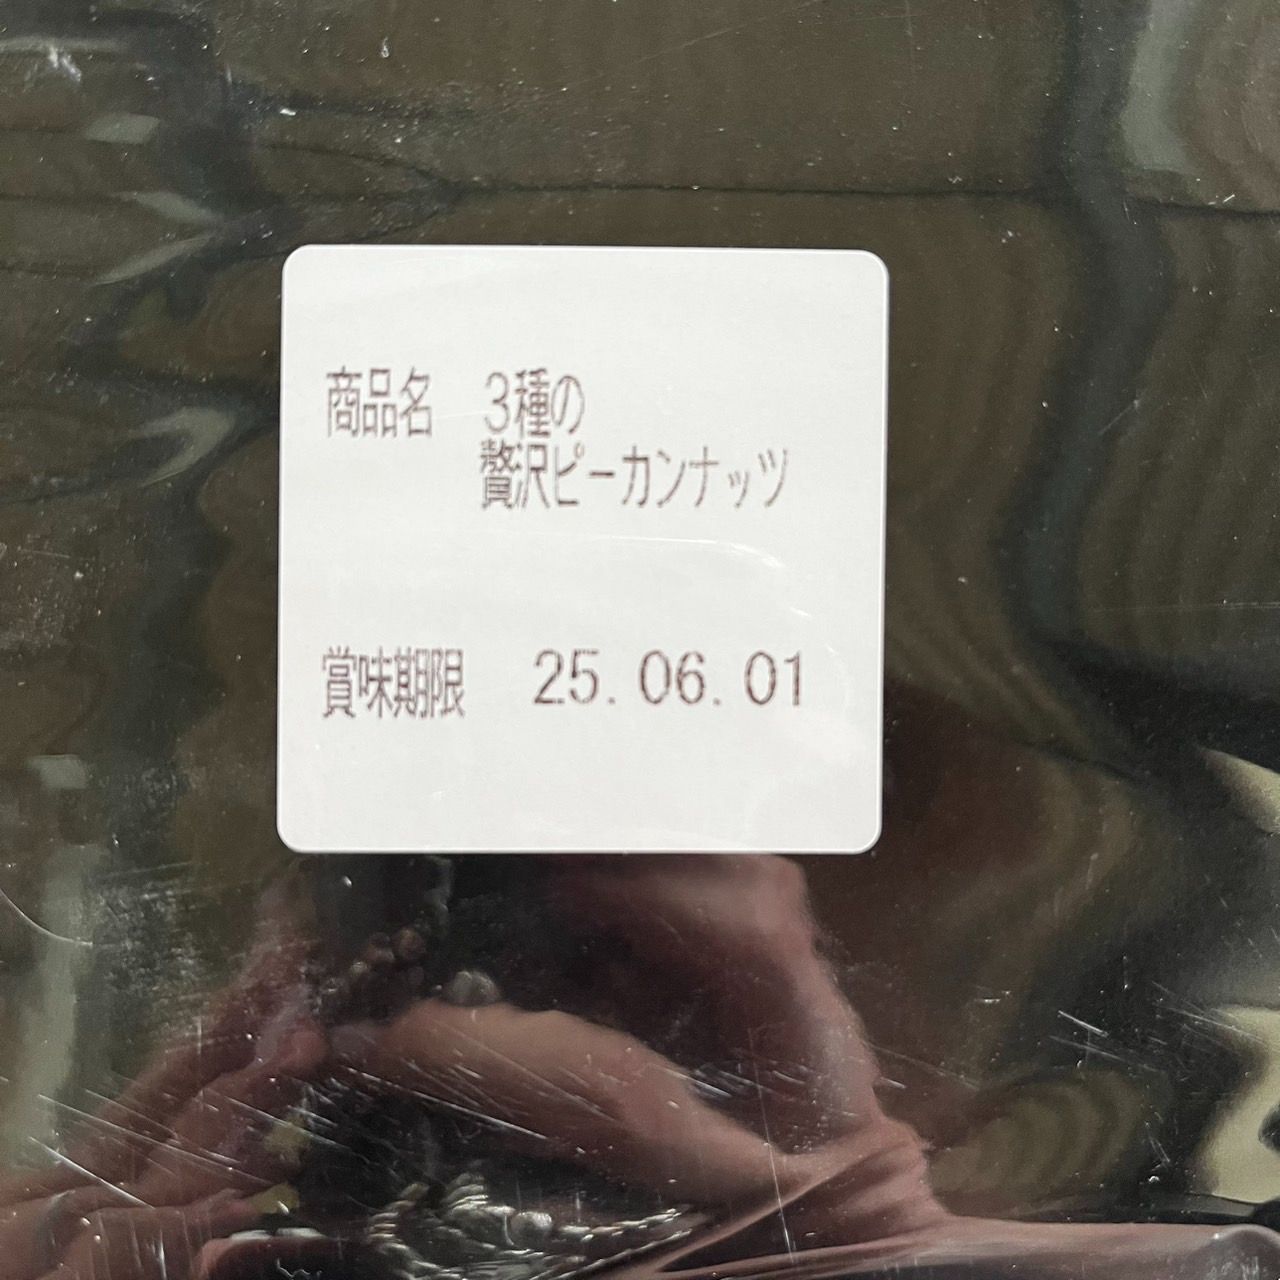 商品名 3種の
贅沢ピーカンナッツ
賞味期限 25.06.01